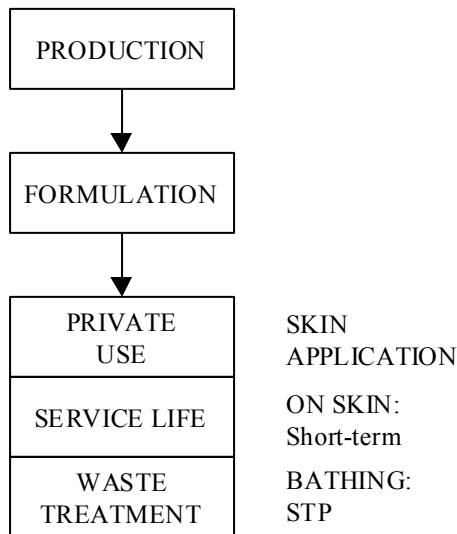 PRODUCTION
FORMULATION
PRIVATE
USE
SKIN
APPLICATION
SERVICE LIFE
ON SKIN:
Short-term
WASTE
TREATMENT
BATHING:
STP